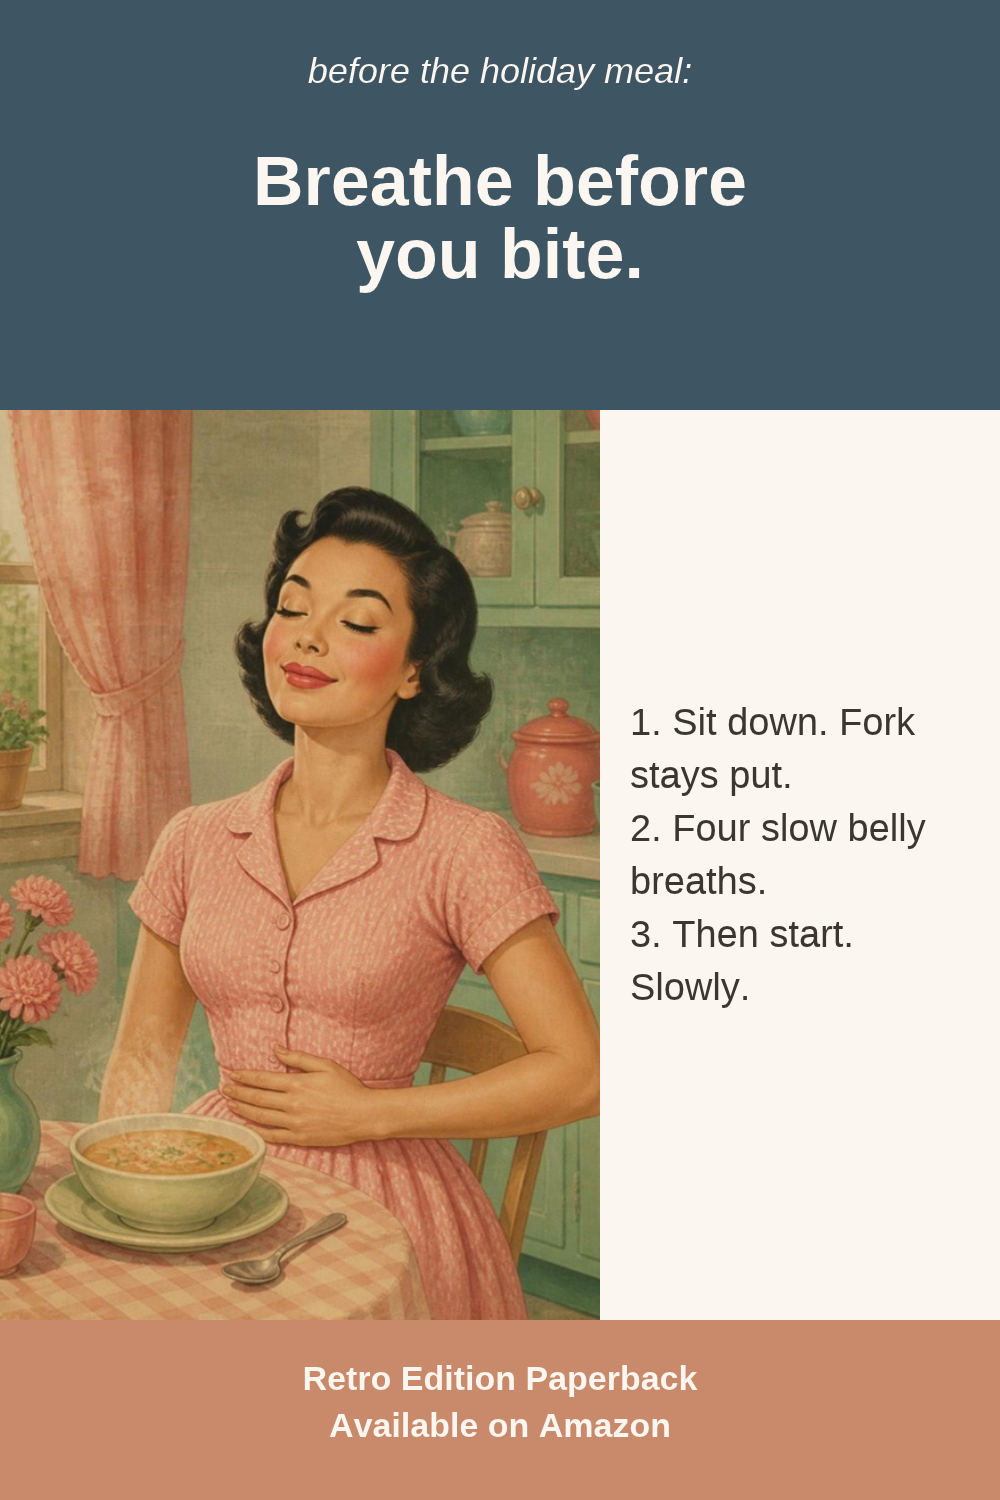 before the holiday meal:
Breathe before
you bite.
1. Sit down. Fork
stays put.
2. Four slow belly
breaths.
3. Then start.
Slowly.
Retro Edition Paperback
Available on Amazon